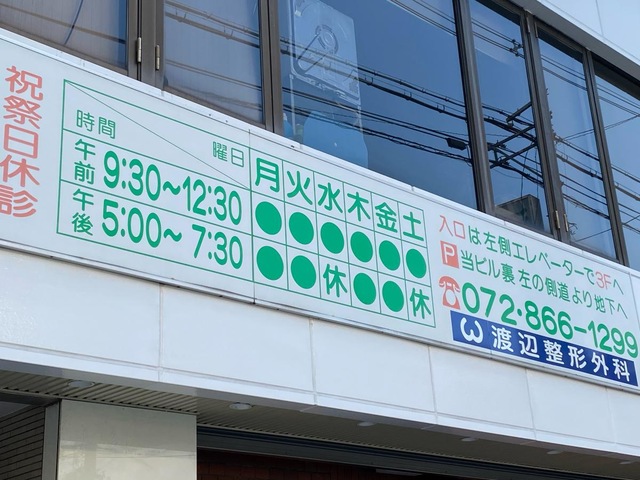 祝祭日休診
時間 曜日 月 火 水 木 金 土
午前 9:30~12:30 ● ● ● ● ● ●
午後 5:00~ 7:30 ● ● 休 ● ● 休
入口は左側エレベーターで3Fへ
P 当ビル裏左の側道より地下へ
☎072・866-1299
ω 渡辺整形外科